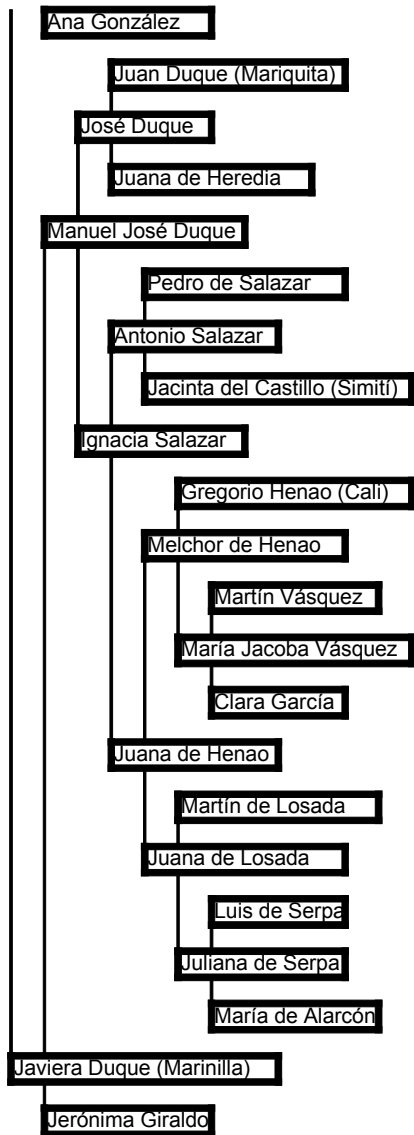 Ana González
Juan Duque (Mariquita)
José Duque
Juana de Heredia
Manuel José Duque
Pedro de Salazar
Antonio Salazar
Jacinta del Castillo (Simití)
Ignacia Salazar
Gregorio Henao (Cali)
Melchor de Henao
Martín Vásquez
María Jacoba Vásquez
Clara García
Juana de Henao
Martín de Losada
Juana de Losada
Luis de Serpa
Juliana de Serpa
María de Alarcón
Javiera Duque (Marinilla)
Jerónima Giraldo